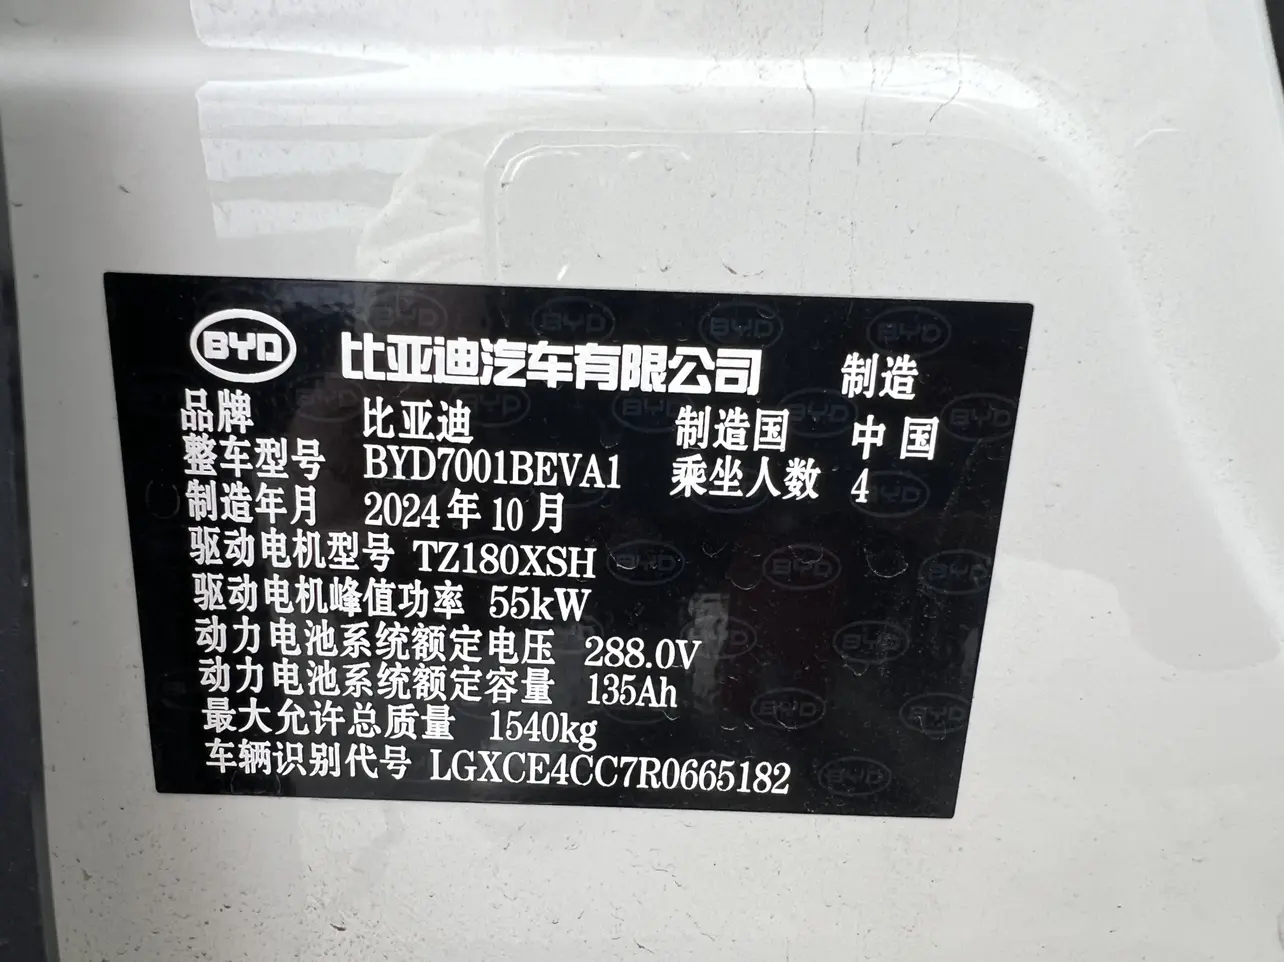 BYD 比亚迪汽车有限公司 制造
品牌 比亚迪 制造国 中国
整车型号 BYD7001BEVA1 乘坐人数 4
制造年月 2024年10月
驱动电机型号 TZ180XSH
驱动电机峰值功率 55kW
动力电池系统额定电压 288.0V
动力电池系统额定容量 135Ah
最大允许总质量 1540kg
车辆识别代号 LGXCE4CC7R0665182